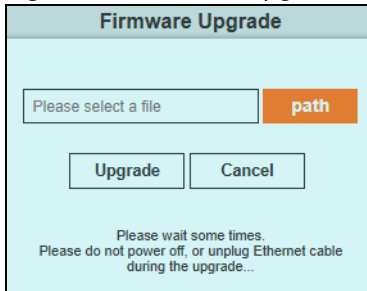 Firmware Upgrade
Please select a file
path
Upgrade
Cancel
Please wait some times.
Please do not power off, or unplug Ethernet cable
during the upgrade...